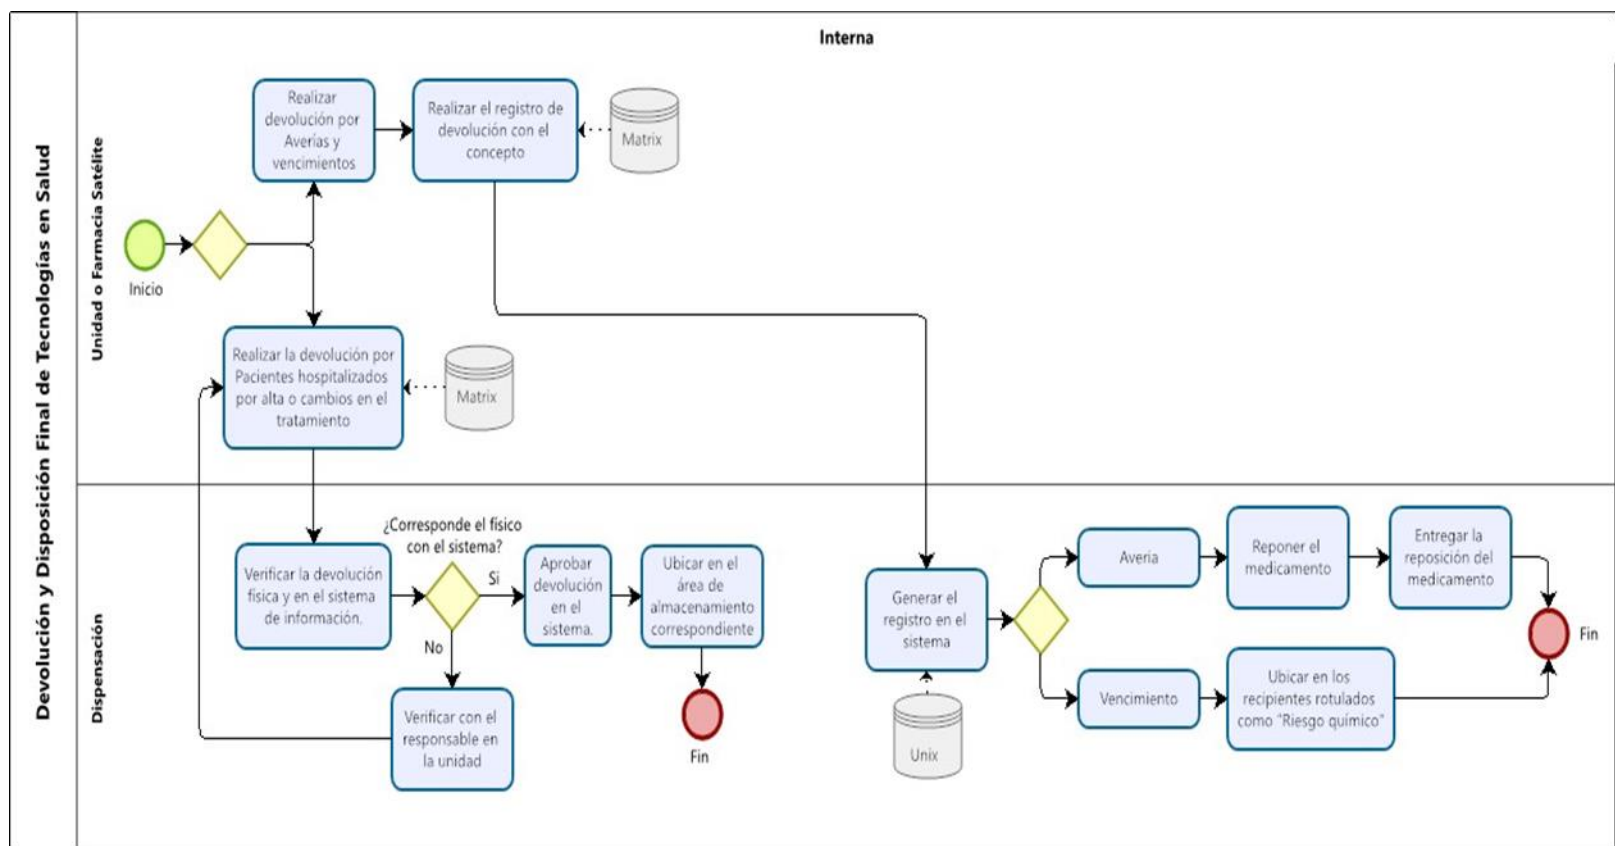 Devolución y Disposición Final de Tecnologías en Salud
Interna
Unidad o Farmacia Satélite
Inicio
Realizar
devolución por
Averías y
vencimientos
Realizar el registro de
devolución con el
concepto
Matrix
Realizar la devolución por
Pacientes hospitalizados
por alta o cambios en el
tratamiento
Matrix
Dispensación
Verificar la devolución
física y en el sistema
de información.
¿Corresponde el físico
con el sistema?
Si
No
Aprobar
devolución
en el
sistema.
Ubicar en el
área de
almacenamiento
correspondiente
Fin
Verificar con el
responsable en
la unidad
Generar el
registro en el
sistema
Unix
Avería
Reponer el
medicamento
Entregar la
reposición del
medicamento
Vencimiento
Ubicar en los
recipientes rotulados
como "Riesgo químico"
Fin